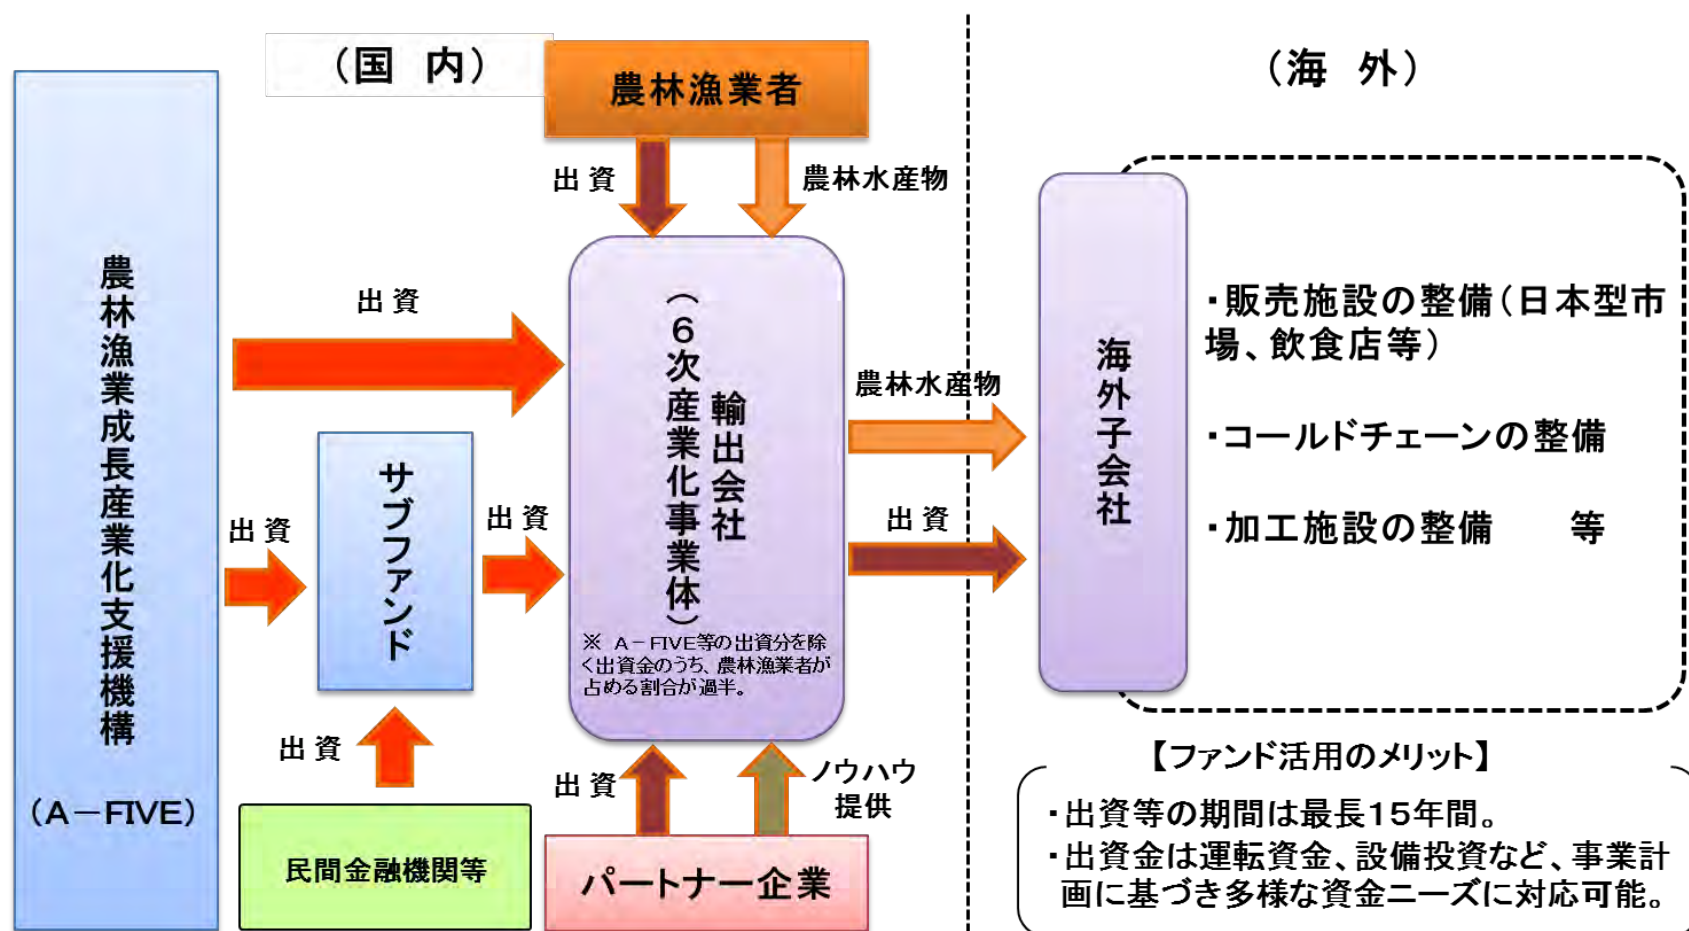 （国　内）
（海　外）
農林漁業者
出 資
農林水産物
農林漁業成長産業化支援機構
（A－FIVE）
出 資
サブファンド
出 資
出 資
出 資
民間金融機関等
輸出会社
（６次産業化事業体）
※　A－FIVE等の出資分を除
く出資金のうち、農林漁業者が
占める割合が過半。
出 資
ノウハウ
提供
パートナー企業
農林水産物
出 資
海外子会社
・販売施設の整備（日本型市
場、飲食店等）
・コールドチェーンの整備
・加工施設の整備　　等
【ファンド活用のメリット】
・出資等の期間は最長１５年間。
・出資金は運転資金、設備投資など、事業計
画に基づき多様な資金ニーズに対応可能。